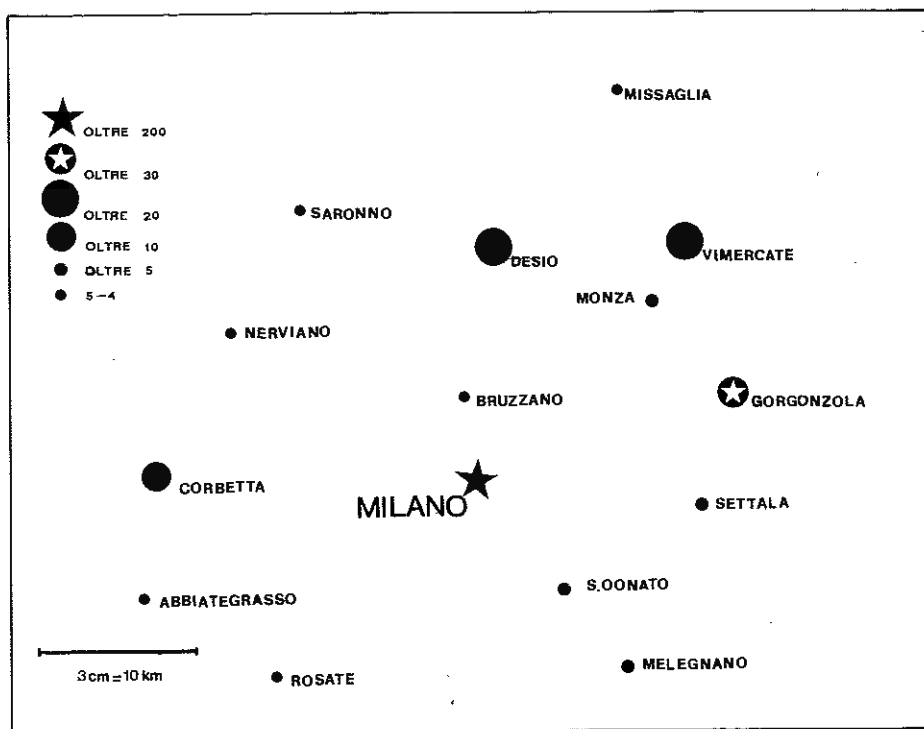 MISSAGLIA
OLTRE 200
OLTRE 30
OLTRE 20
OLTRE 10
OLTRE 5
5-4
SARONNO
DESIO
VIMERCATE
MONZA
NERVIANO
BRUZZANO
GORGONZOLA
CORBETTA
MILANO
SETTALA
S.DONATO
ABBIATEGRASSO
3cm=10km
ROSATE
MELEGNANO